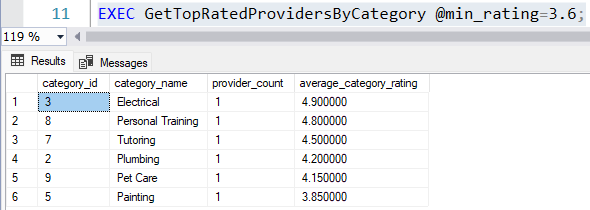 11 EXEC GetTopRatedProvidersByCategory @min_rating=3.6;
119 %
Results Messages
category_id category_name provider_count average_category_rating
1 3 Electrical 1 4.900000
2 8 Personal Training 1 4.800000
3 7 Tutoring 1 4.500000
4 2 Plumbing 1 4.200000
5 9 Pet Care 1 4.150000
6 5 Painting 1 3.850000